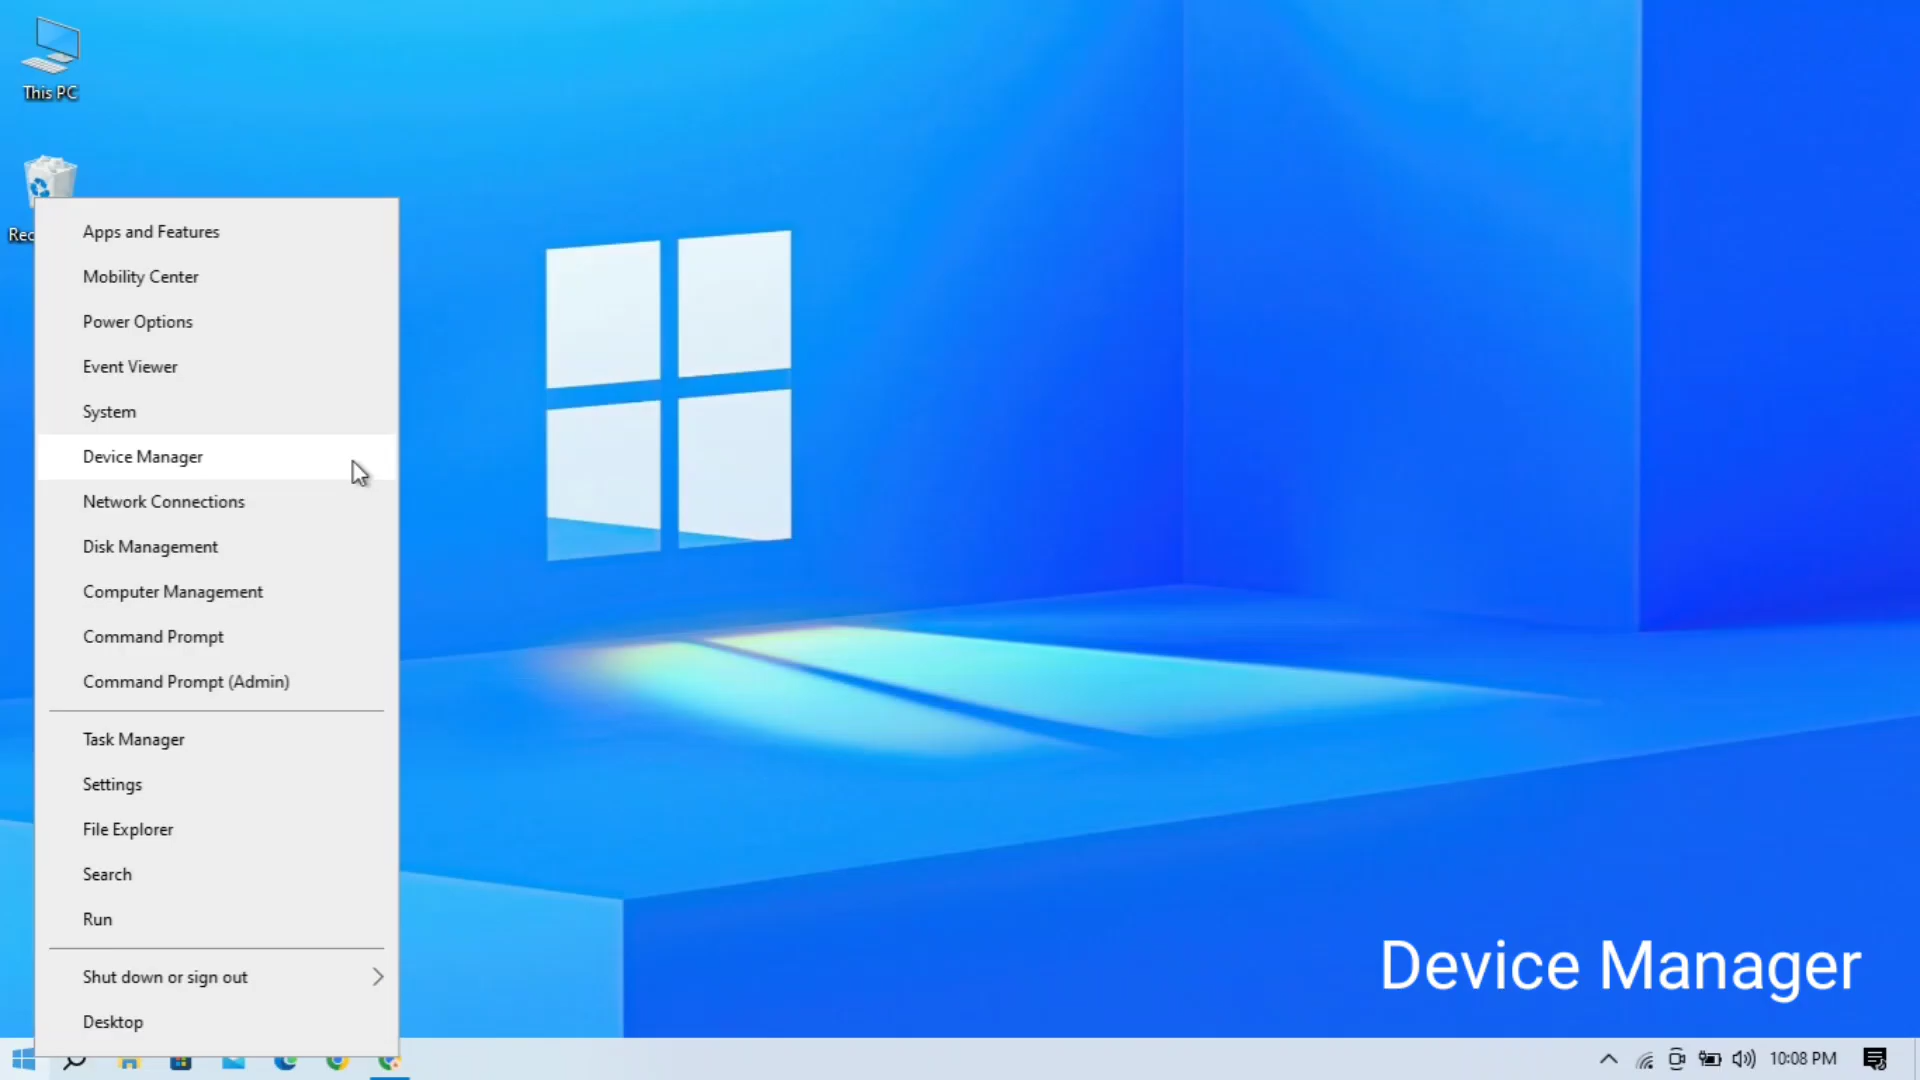 This PC
Rec
Apps and Features
Mobility Center
Power Options
Event Viewer
System
Device Manager
Network Connections
Disk Management
Computer Management
Command Prompt
Command Prompt (Admin)
Task Manager
Settings
File Explorer
Search
Run
Shut down or sign out
Desktop
Device Manager
10:08 PM